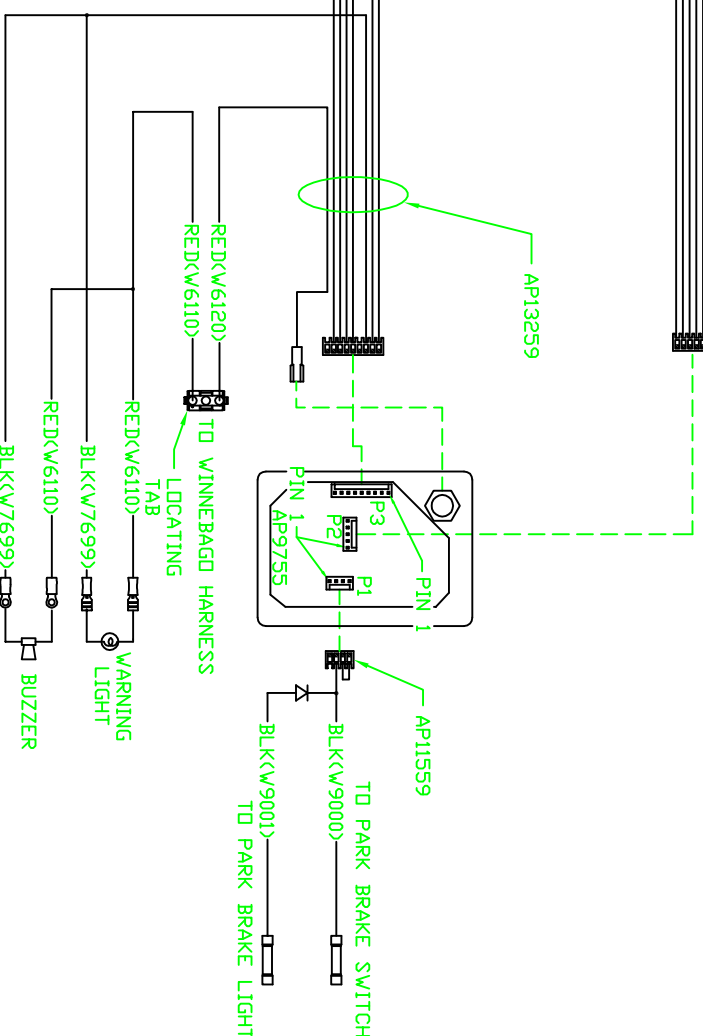 AP13259
RED(W6120)
RED(W6110)
TO WINNEBAGO HARNESS
LOCATING
TAB
RED(W6110)
BLK(W7699)
RED(W6110)
BLK(W7699)
WARNING
LIGHT
BUZZER
P3
PIN 1
P2
PIN 1
AP9755
P1
AP11559
BLK(W9000)
TO PARK BRAKE SWITCH
BLK(W9001)
TO PARK BRAKE LIGHT